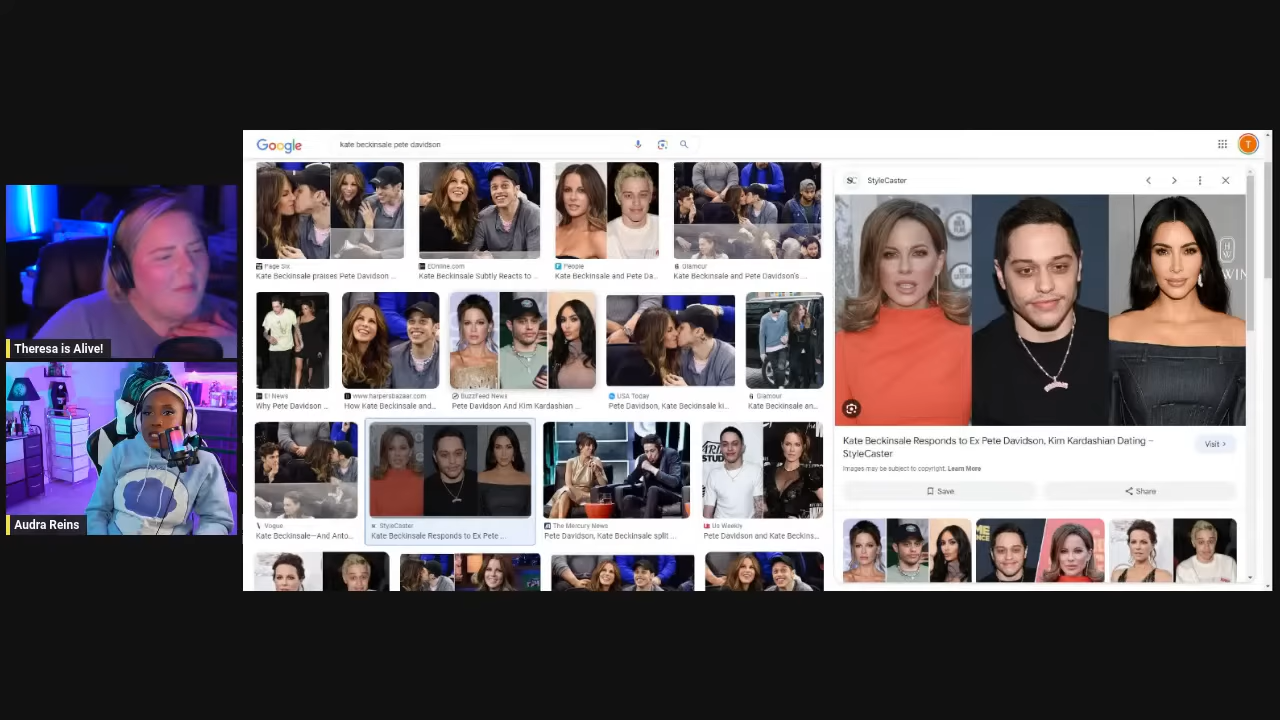 Google
kate beckinsale pete davidson
T
Page Six
Kate Beckinsale praises Pete Davidson ...
EOnline.com
Kate Beckinsale Subtly Reacts to ...
People
Kate Beckinsale and Pete Da...
Glamour
Kate Beckinsale and Pete Davidson's ...
E! News
Why Pete Davidson ...
www.harpersbazaar.com
How Kate Beckinsale and...
BuzzFeed News
Pete Davidson And Kim Kardashian ...
USA Today
Pete Davidson, Kate Beckinsale ki...
Glamour
Kate Beckinsale an...
Vogue
Kate Beckinsale—And Anto...
StyleCaster
Kate Beckinsale Responds to Ex Pete ...
The Mercury News
Pete Davidson, Kate Beckinsale split ...
Us Weekly
Pete Davidson and Kate Beckins...
SC StyleCaster
Kate Beckinsale Responds to Ex Pete Davidson, Kim Kardashian Dating –
StyleCaster
Visit >
Images may be subject to copyright. Learn More
Save
Share
Theresa is Alive!
Audra Reins